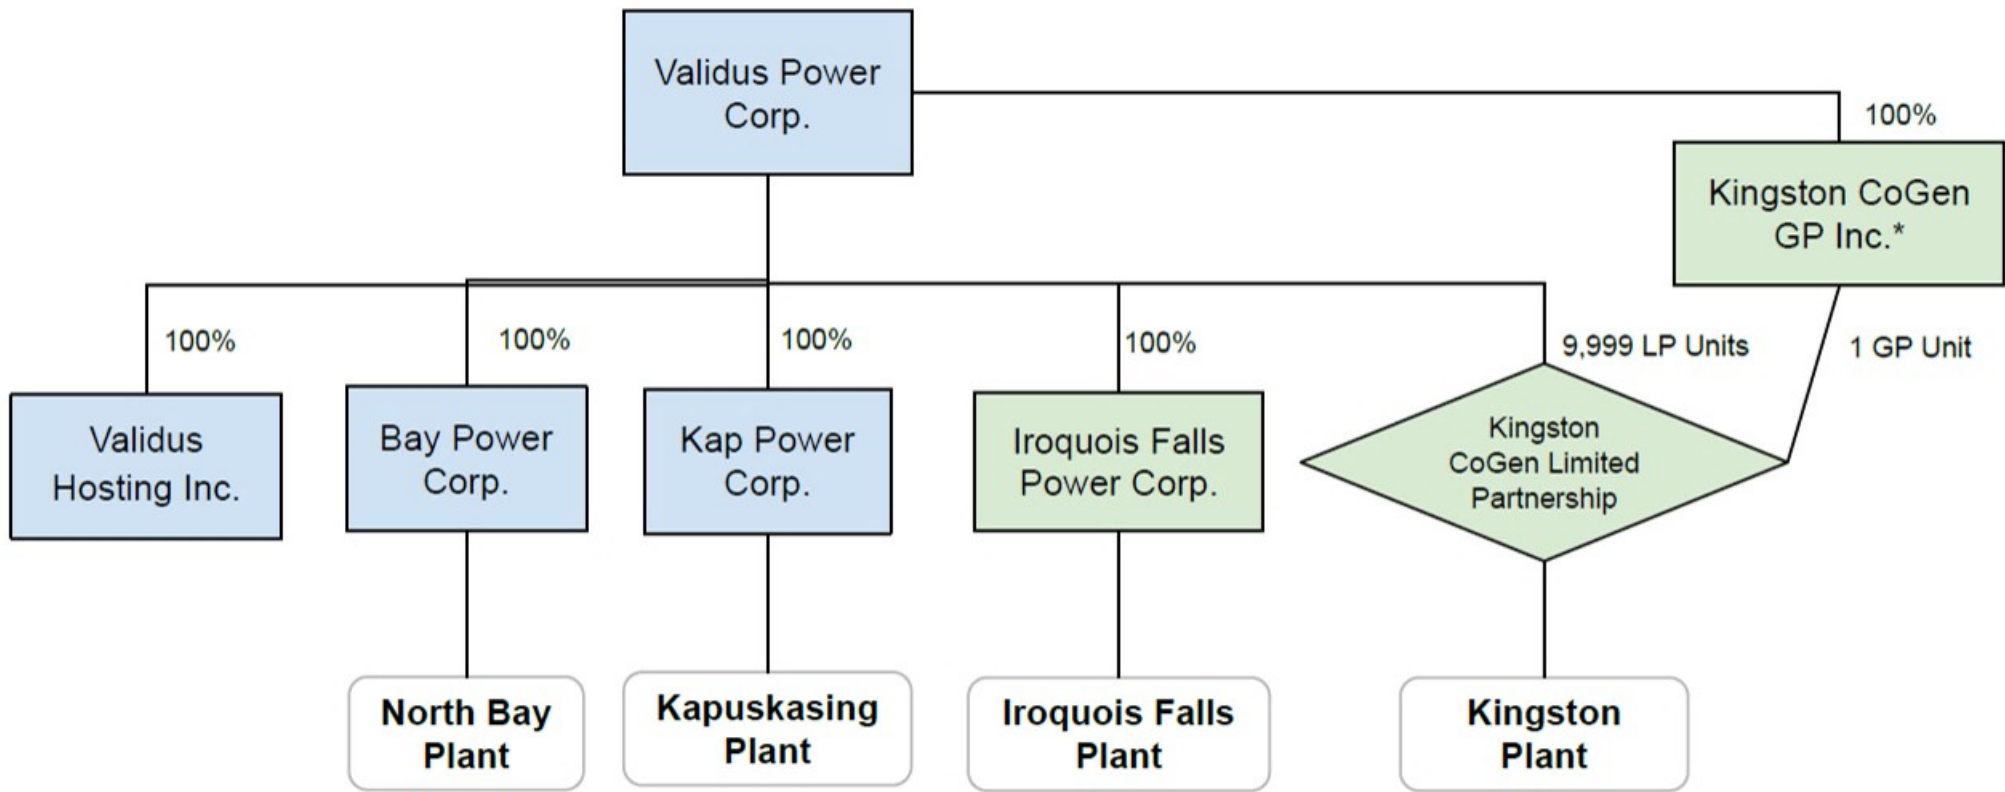 Validus Power
Corp.
100%
Kingston CoGen
GP Inc.*
100%
100%
100%
100%
9,999 LP Units
1 GP Unit
Validus
Hosting Inc.
Bay Power
Corp.
Kap Power
Corp.
Iroquois Falls
Power Corp.
Kingston
CoGen Limited
Partnership
North Bay
Plant
Kapuskasing
Plant
Iroquois Falls
Plant
Kingston
Plant